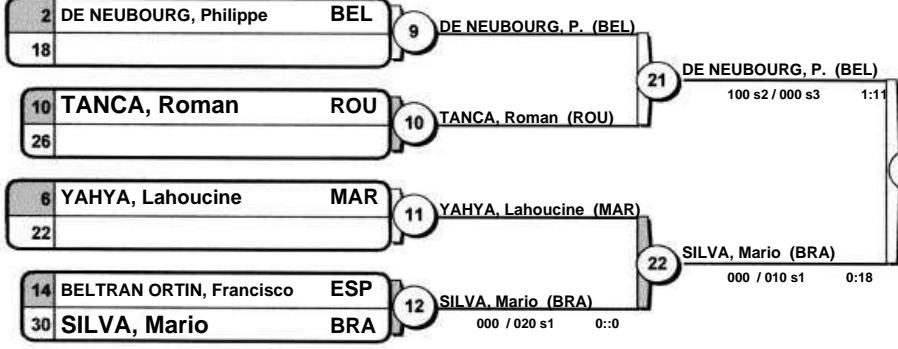 2 DE NEUBOURG, Philippe BEL
18
9
DE NEUBOURG, P. (BEL)
21
DE NEUBOURG, P. (BEL)
100 s2 / 000 s3 1:11
10 TANCA, Roman ROU
26
10
TANCA, Roman (ROU)
6 YAHYA, Lahoucine MAR
22
11
YAHYA, Lahoucine (MAR)
22
SILVA, Mario (BRA)
000 / 010 s1 0:18
14 BELTRAN ORTIN, Francisco ESP
30 SILVA, Mario BRA
12
SILVA, Mario (BRA)
000 / 020 s1 0::0